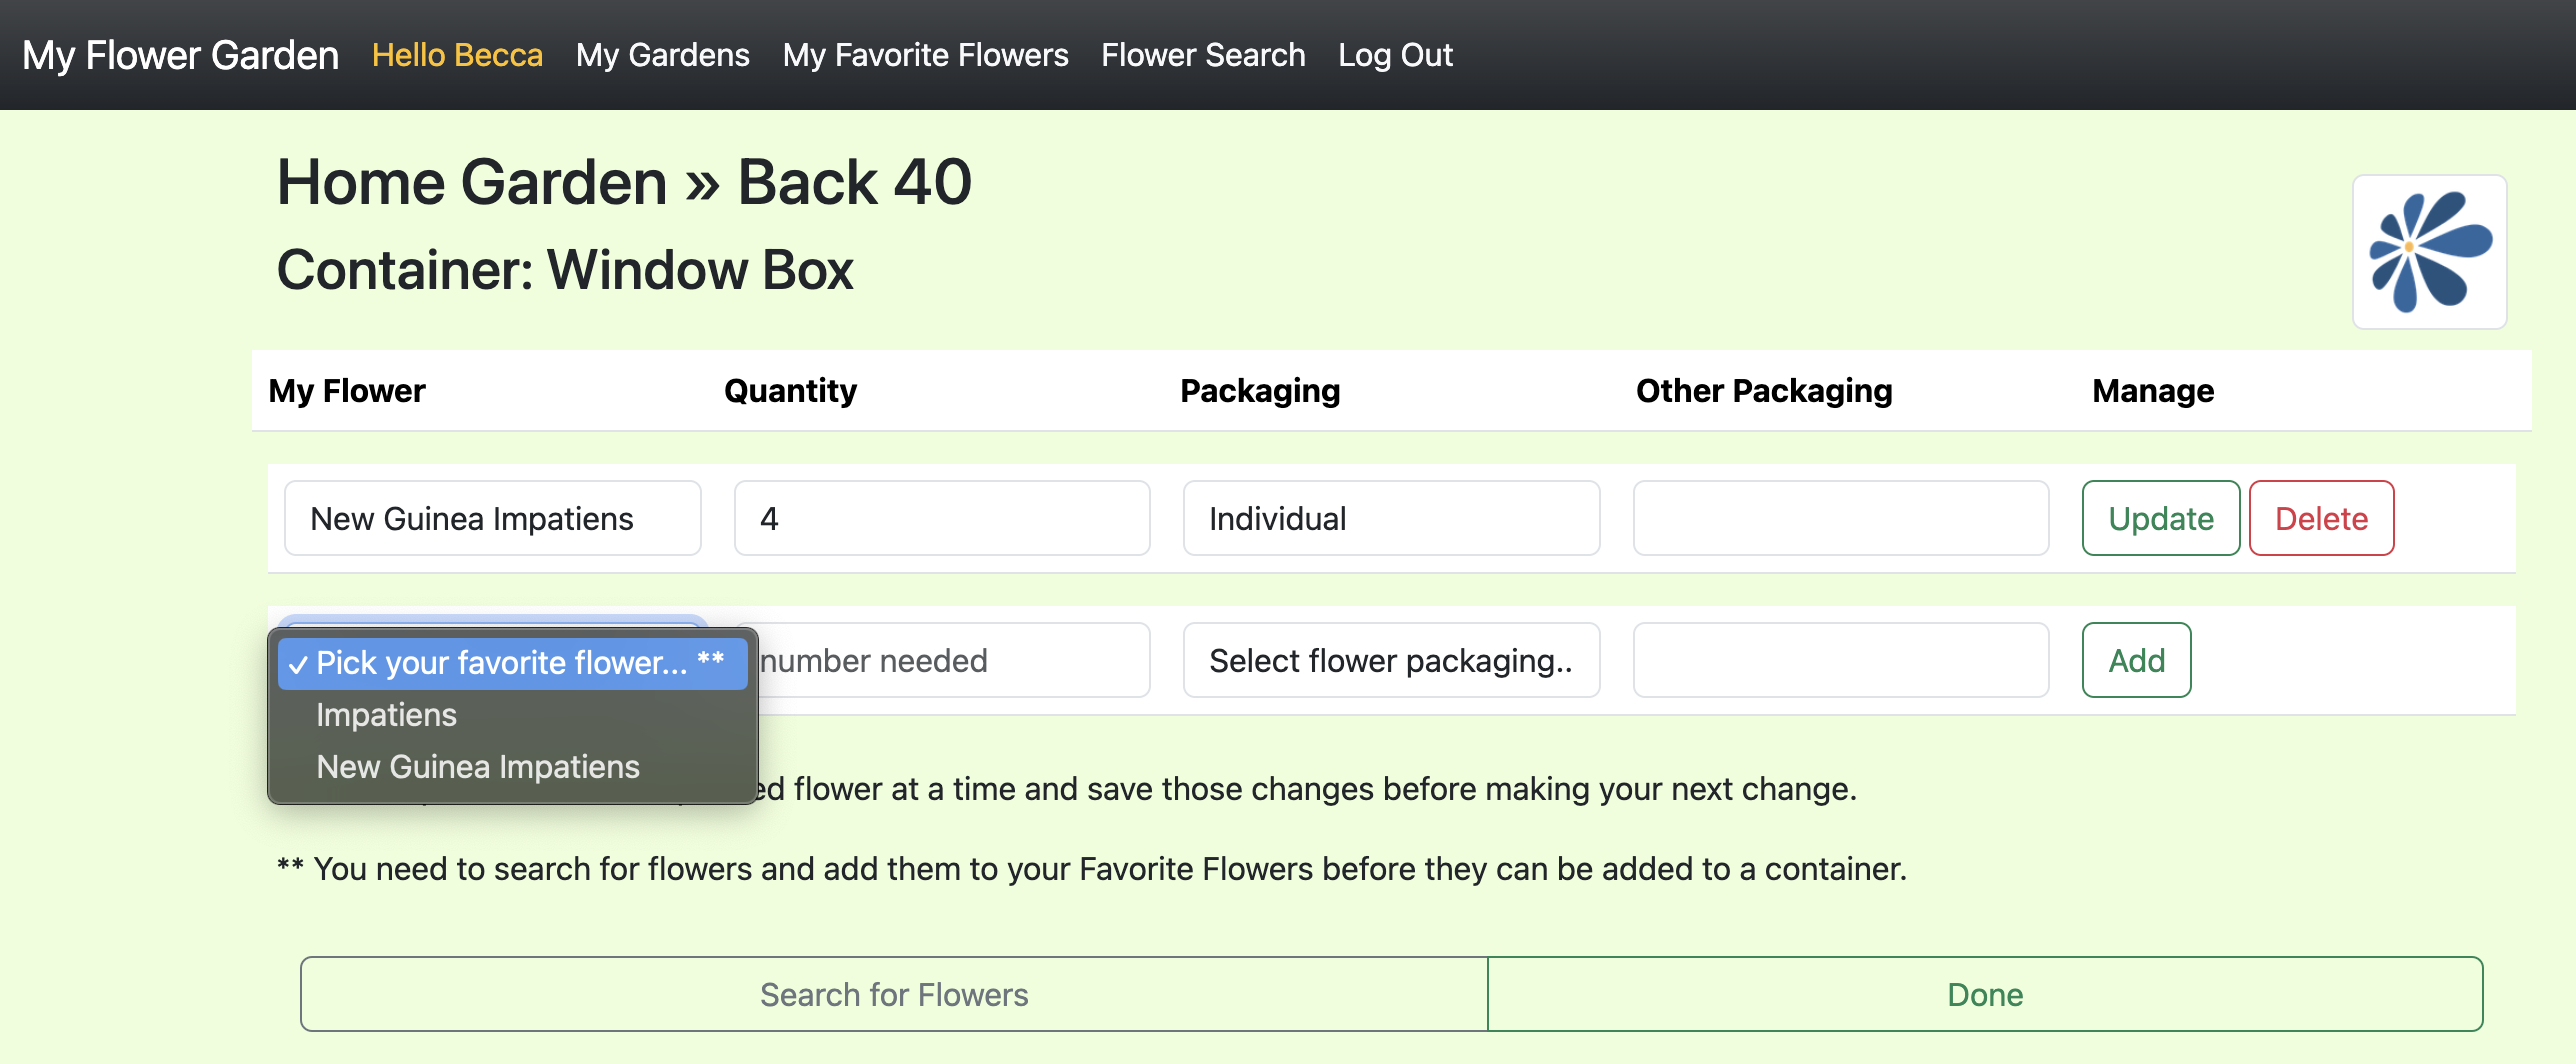 My Flower Garden Hello Becca My Gardens My Favorite Flowers Flower Search Log Out
Home Garden » Back 40
Container: Window Box
My Flower Quantity Packaging Other Packaging Manage
New Guinea Impatiens 4 Individual Update Delete
✓ Pick your favorite flower... ** number needed Select flower packaging.. Add
Impatiens
New Guinea Impatiens
flower at a time and save those changes before making your next change.
** You need to search for flowers and add them to your Favorite Flowers before they can be added to a container.
Search for Flowers Done